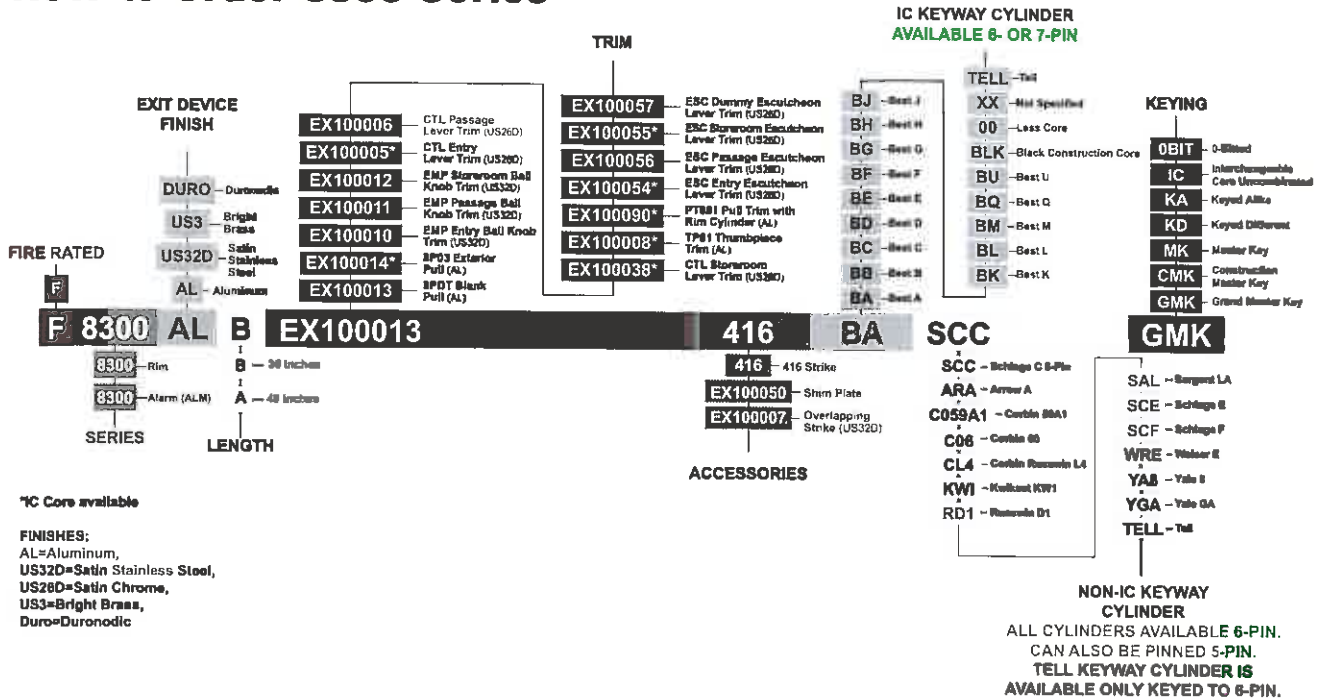 IC KEYWAY CYLINDER
AVAILABLE 6- OR 7-PIN
TRIM
EXIT DEVICE
FINISH
KEYING
FIRE RATED
F
DURO – Duronodic
US3 – Bright
Brass
US32D – Satin
Stainless
Steel
AL – Aluminum
EX100006 CTL Passage
Lever Trim (US26D)
EX100005* CTL Entry
Lever Trim (US26D)
EX100012 EMP Storeroom Ball
Knob Trim (US32D)
EX100011 EMP Passage Ball
Knob Trim (US32D)
EX100010 EMP Entry Ball Knob
Trim (US32D)
EX100014* 8P03 Exterior
Pull (AL)
EX100013 8PDT Blank
Pull (AL)
EX100057 ESC Dummy Escutcheon
Lever Trim (US26D)
EX100055* ESC Storeroom Escutcheon
Lever Trim (US26D)
EX100056 ESC Passage Escutcheon
Lever Trim (US26D)
EX100054* ESC Entry Escutcheon
Lever Trim (US26D)
EX100090* PT881 Pull Trim with
Rim Cylinder (AL)
EX100008* TP81 Thumbpiece
Trim (AL)
EX100038* CTL Storeroom
Lever Trim (US26D)
BJ – Best J
BH – Best H
BG – Best G
BF – Best F
BE – Best E
BD – Best D
BC – Best C
BB – Best B
BA – Best A
TELL – Tell
XX – Not Specified
00 – Less Core
BLK – Black Construction Core
BU – Best U
BQ – Best Q
BM – Best M
BL – Best L
BK – Best K
0BIT – 0-Bitted
IC – Interchangeable
Core Uncombinated
KA – Keyed Alike
KD – Keyed Different
MK – Master Key
CMK – Construction
Master Key
GMK – Grand Master Key
F 8300 AL B EX100013 416 BA SCC GMK
8300 – Rim
8300 – Alarm (ALM)
SERIES
B – 36 Inches
A – 48 Inches
LENGTH
416 – 416 Strike
EX100050 – Shim Plate
EX100007 – Overlapping
Strike (US32D)
ACCESSORIES
SCC – Schlage C 6-Pin
ARA – Arrow A
C059A1 – Corbin 59A1
C06 – Corbin 60
CL4 – Corbin Russwin L4
KWI – Kwikset KW1
RD1 – Russwin D1
SAL – Sargent LA
SCE – Schlage E
SCF – Schlage F
WRE – Weiser E
YA8 – Yale 8
YGA – Yale GA
TELL – Tell
NON-IC KEYWAY
CYLINDER
ALL CYLINDERS AVAILABLE 6-PIN.
CAN ALSO BE PINNED 5-PIN.
TELL KEYWAY CYLINDER IS
AVAILABLE ONLY KEYED TO 6-PIN.
*IC Core available
FINISHES:
AL=Aluminum,
US32D=Satin Stainless Steel,
US26D=Satin Chrome,
US3=Bright Brass,
Duro=Duronodic